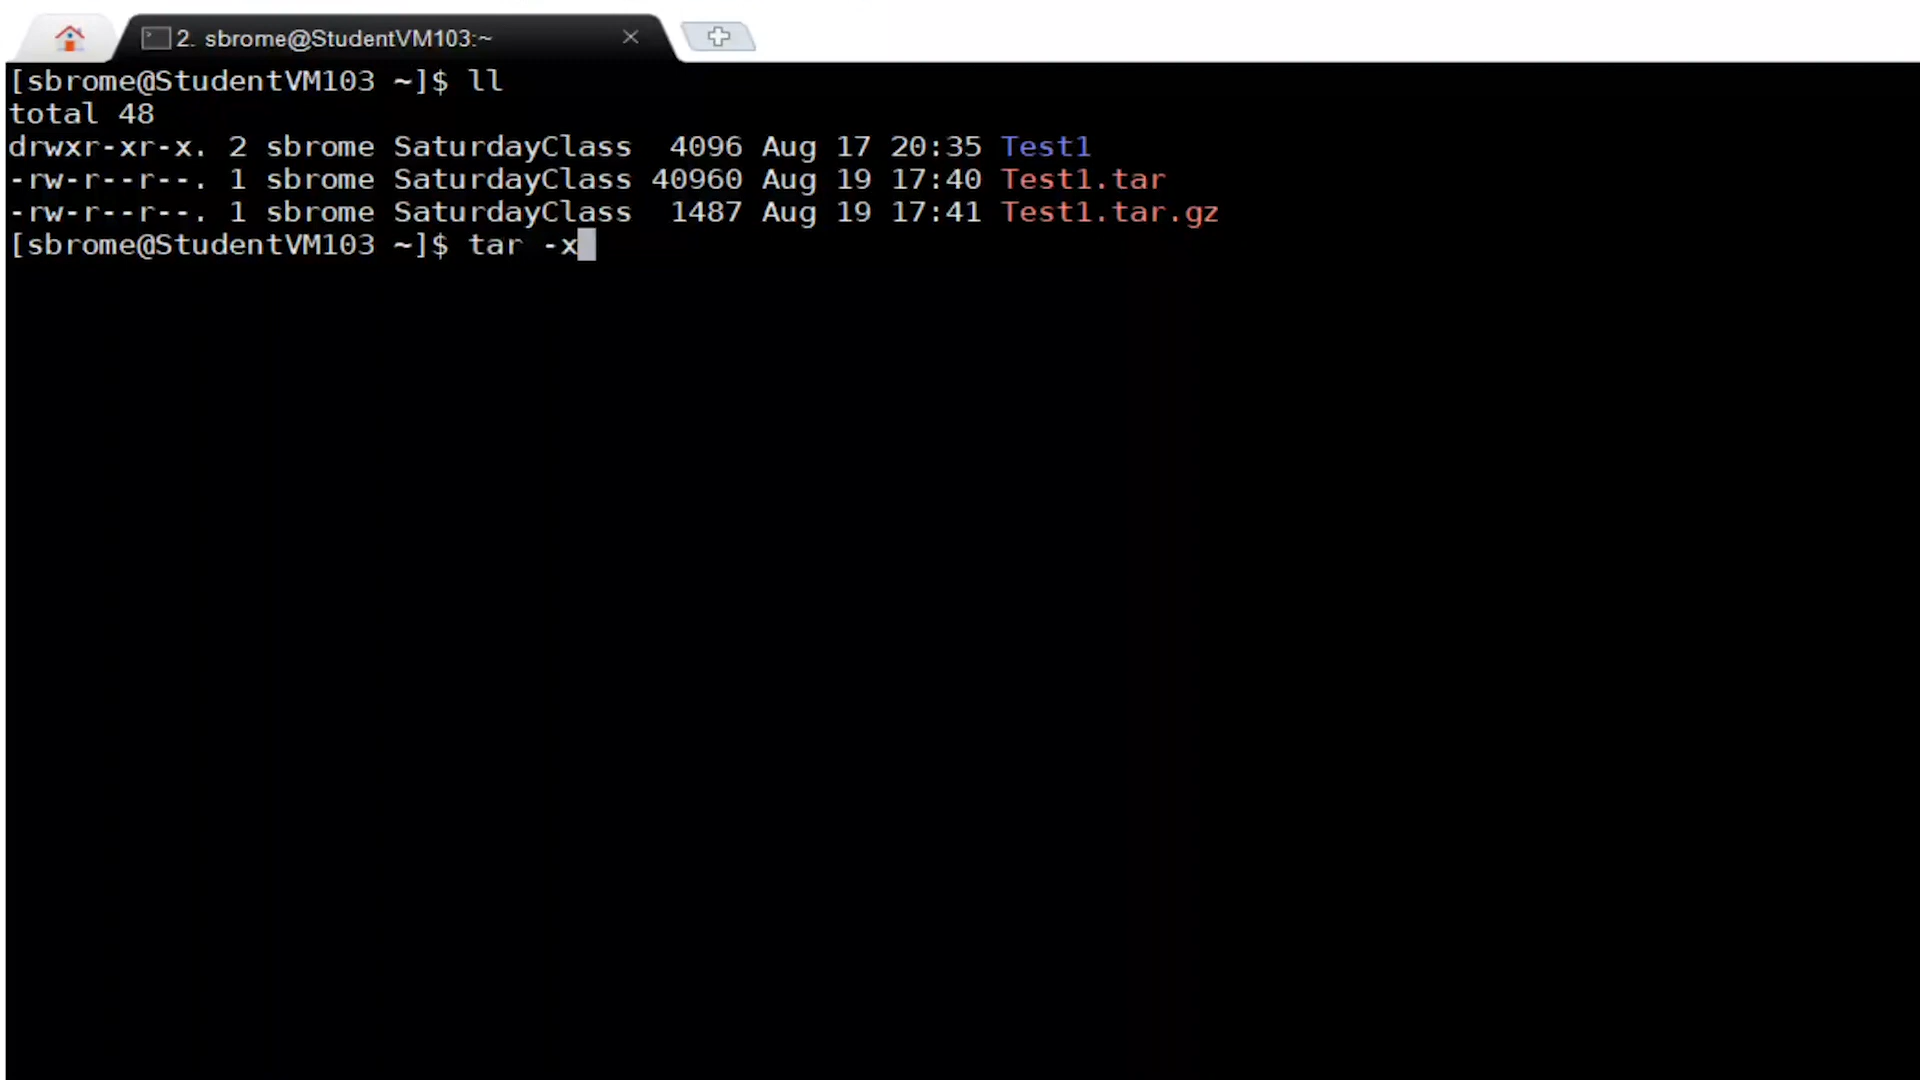 2. sbrome@StudentVM103:~
[sbrome@StudentVM103 ~]$ ll
total 48
drwxr-xr-x. 2 sbrome SaturdayClass  4096 Aug 17 20:35 Test1
-rw-r--r--. 1 sbrome SaturdayClass 40960 Aug 19 17:40 Test1.tar
-rw-r--r--. 1 sbrome SaturdayClass  1487 Aug 19 17:41 Test1.tar.gz
[sbrome@StudentVM103 ~]$ tar -x